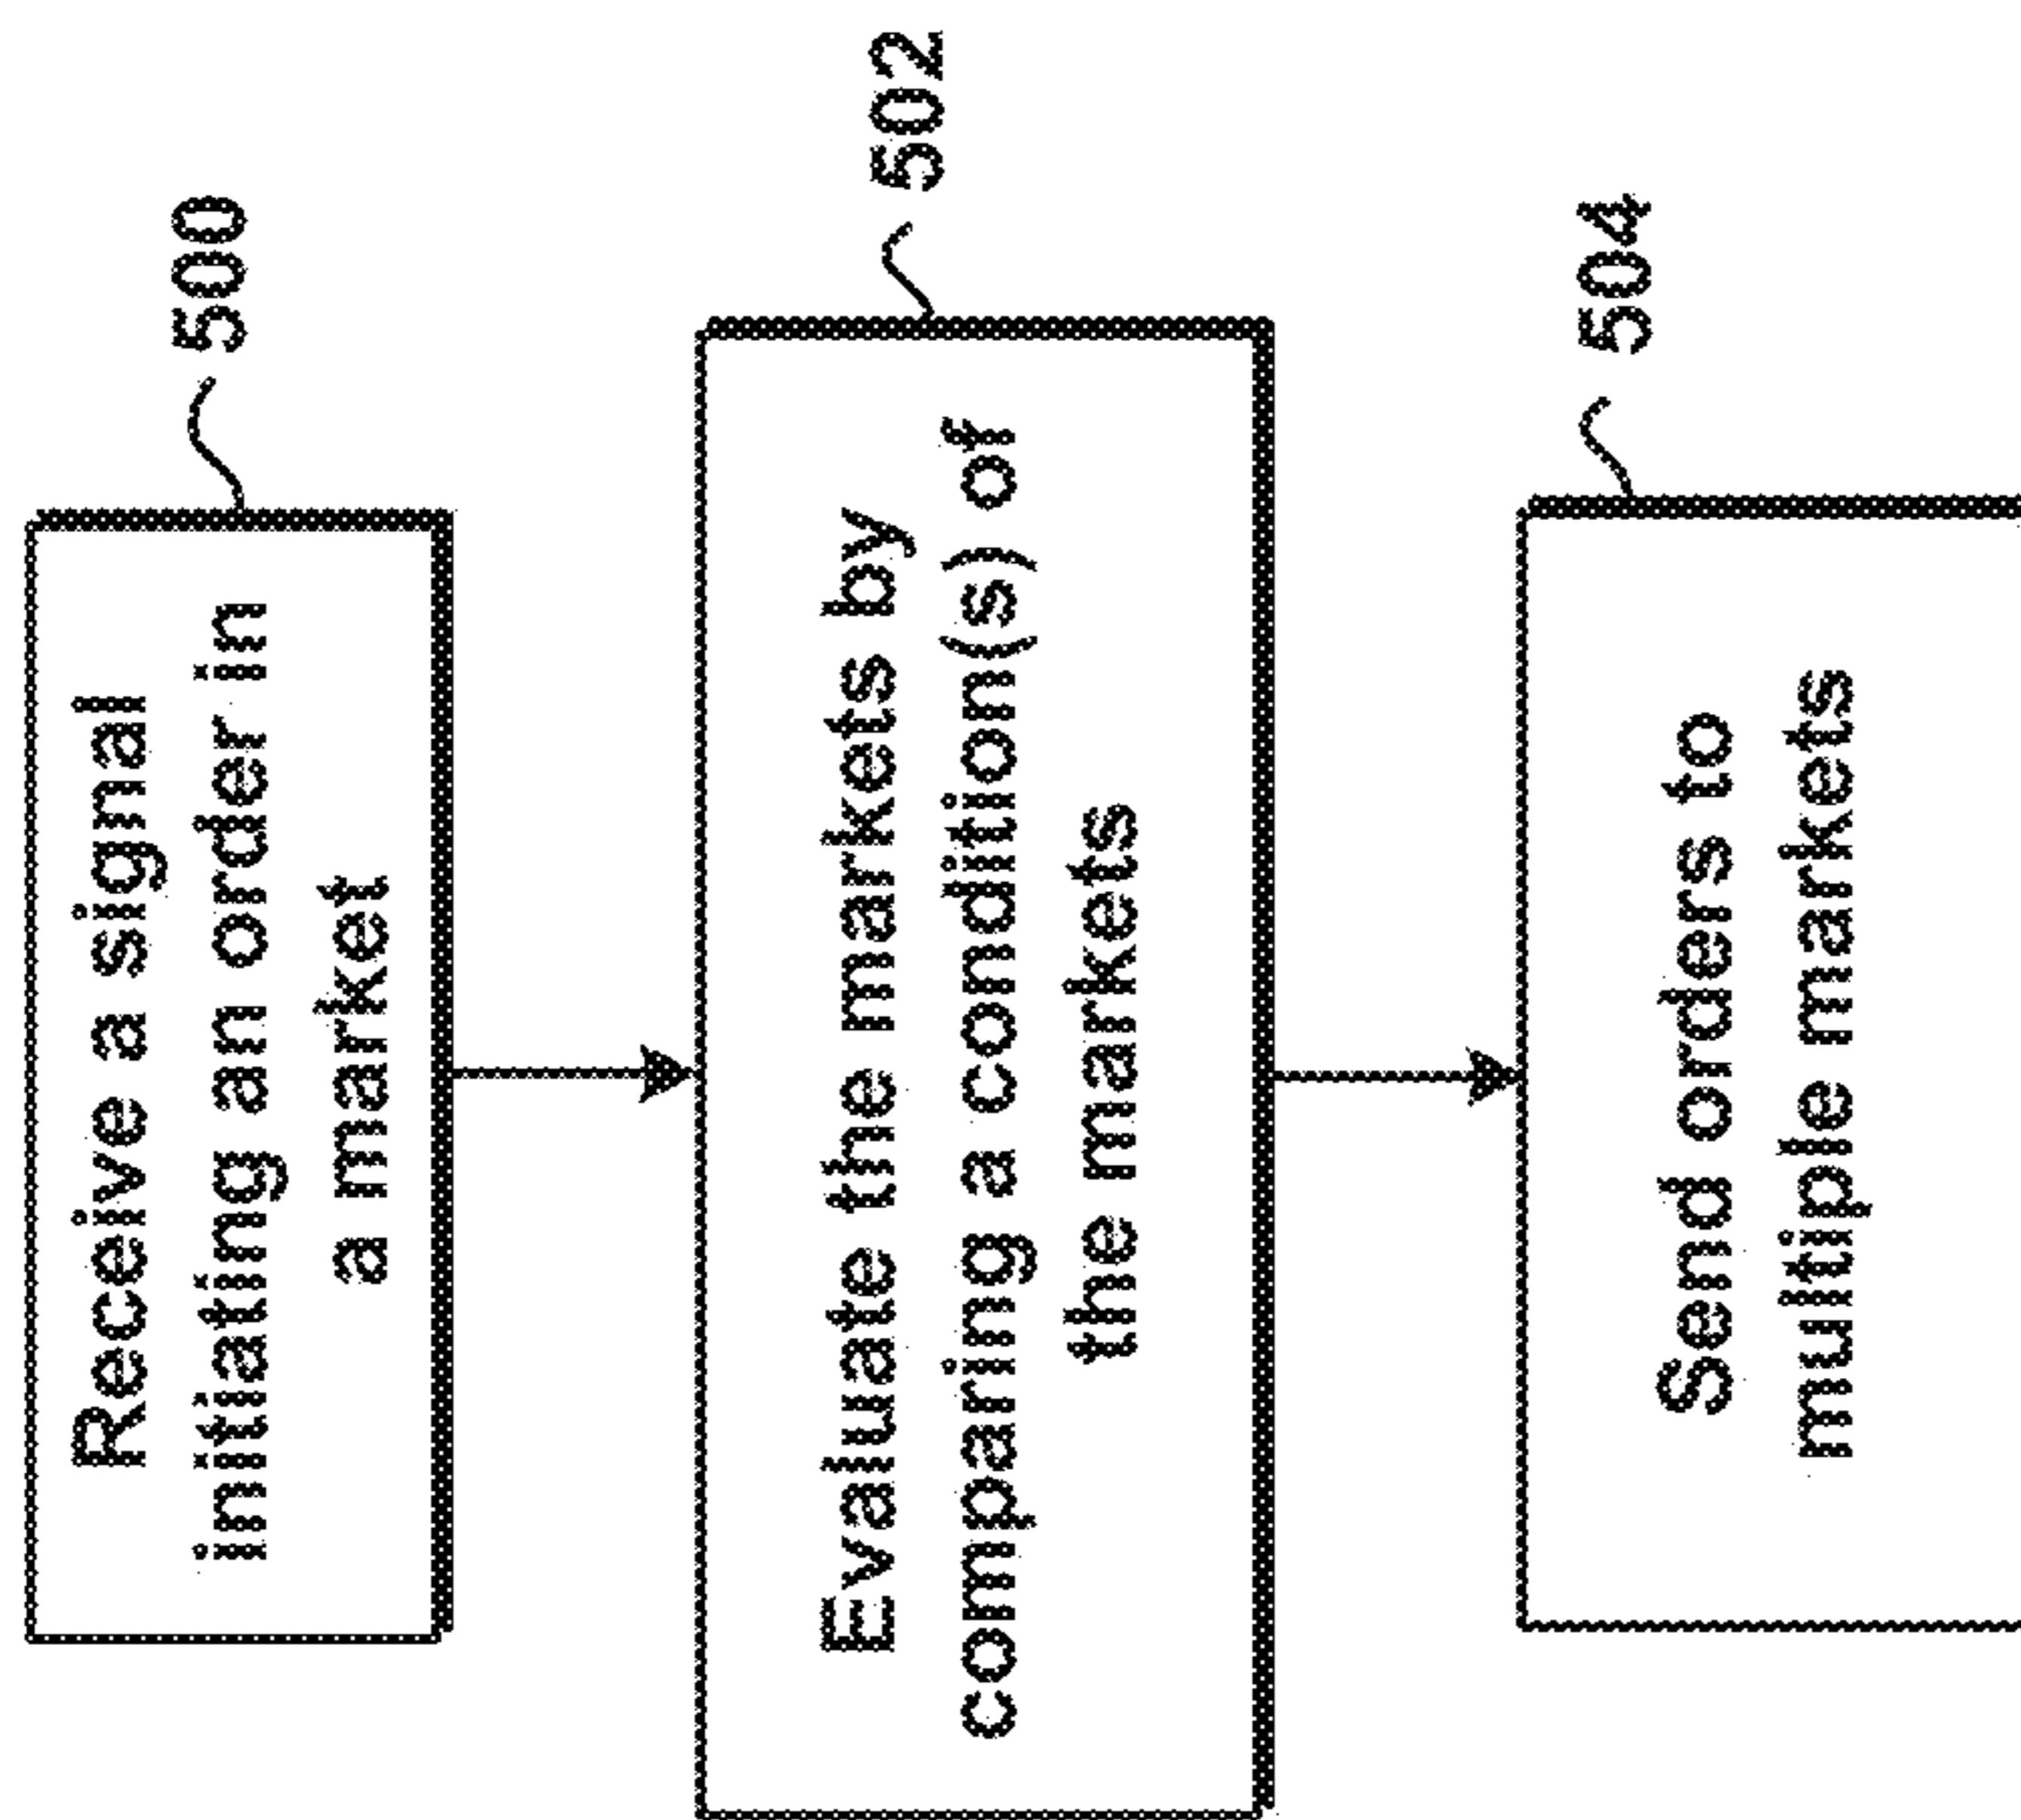 Receive a signal
initiating an order in
a market
500
Evaluate the markets by
comparing a condition(s) of
the markets
502
Send orders to
multiple markets
504